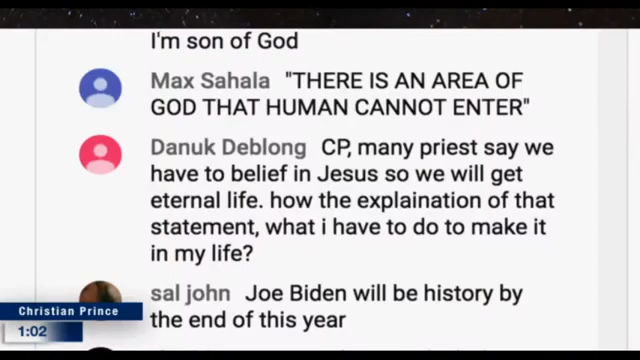 I'm son of God
Max Sahala "THERE IS AN AREA OF
GOD THAT HUMAN CANNOT ENTER"
Danuk Deblong CP, many priest say we
have to belief in Jesus so we will get
eternal life. how the explaination of that
statement, what i have to do to make it
in my life?
sal john Joe Biden will be history by
the end of this year
Christian Prince
1:02